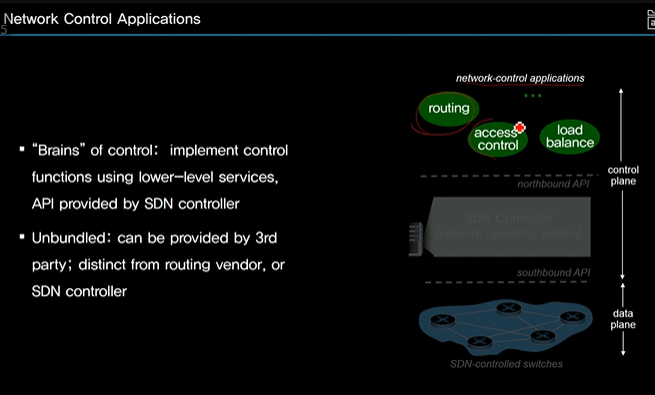 Network Control Applications
5
network-control applications
routing
access
control
load
balance
▪ “Brains” of control: implement control
functions using lower-level services,
API provided by SDN controller
▪ Unbundled: can be provided by 3rd
party; distinct from routing vendor, or
SDN controller
northbound API
control
plane
SDN Controller
(network operating system)
southbound API
data
plane
SDN-controlled switches